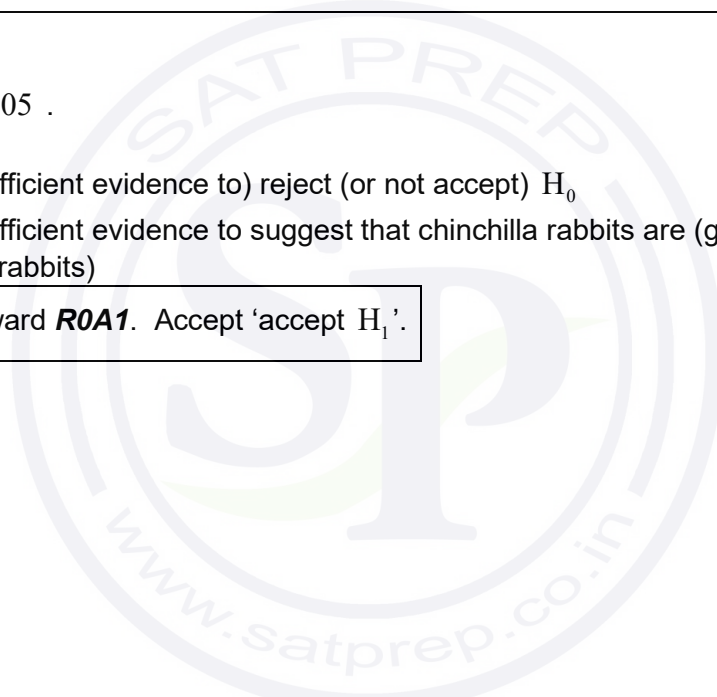 05 .
fficient evidence to) reject (or not accept) H₀
fficient evidence to suggest that chinchilla rabbits are (g
rabbits)
ward R0A1. Accept ‘accept H₁’.
SAT PREP
SP
www.satprep.co.in